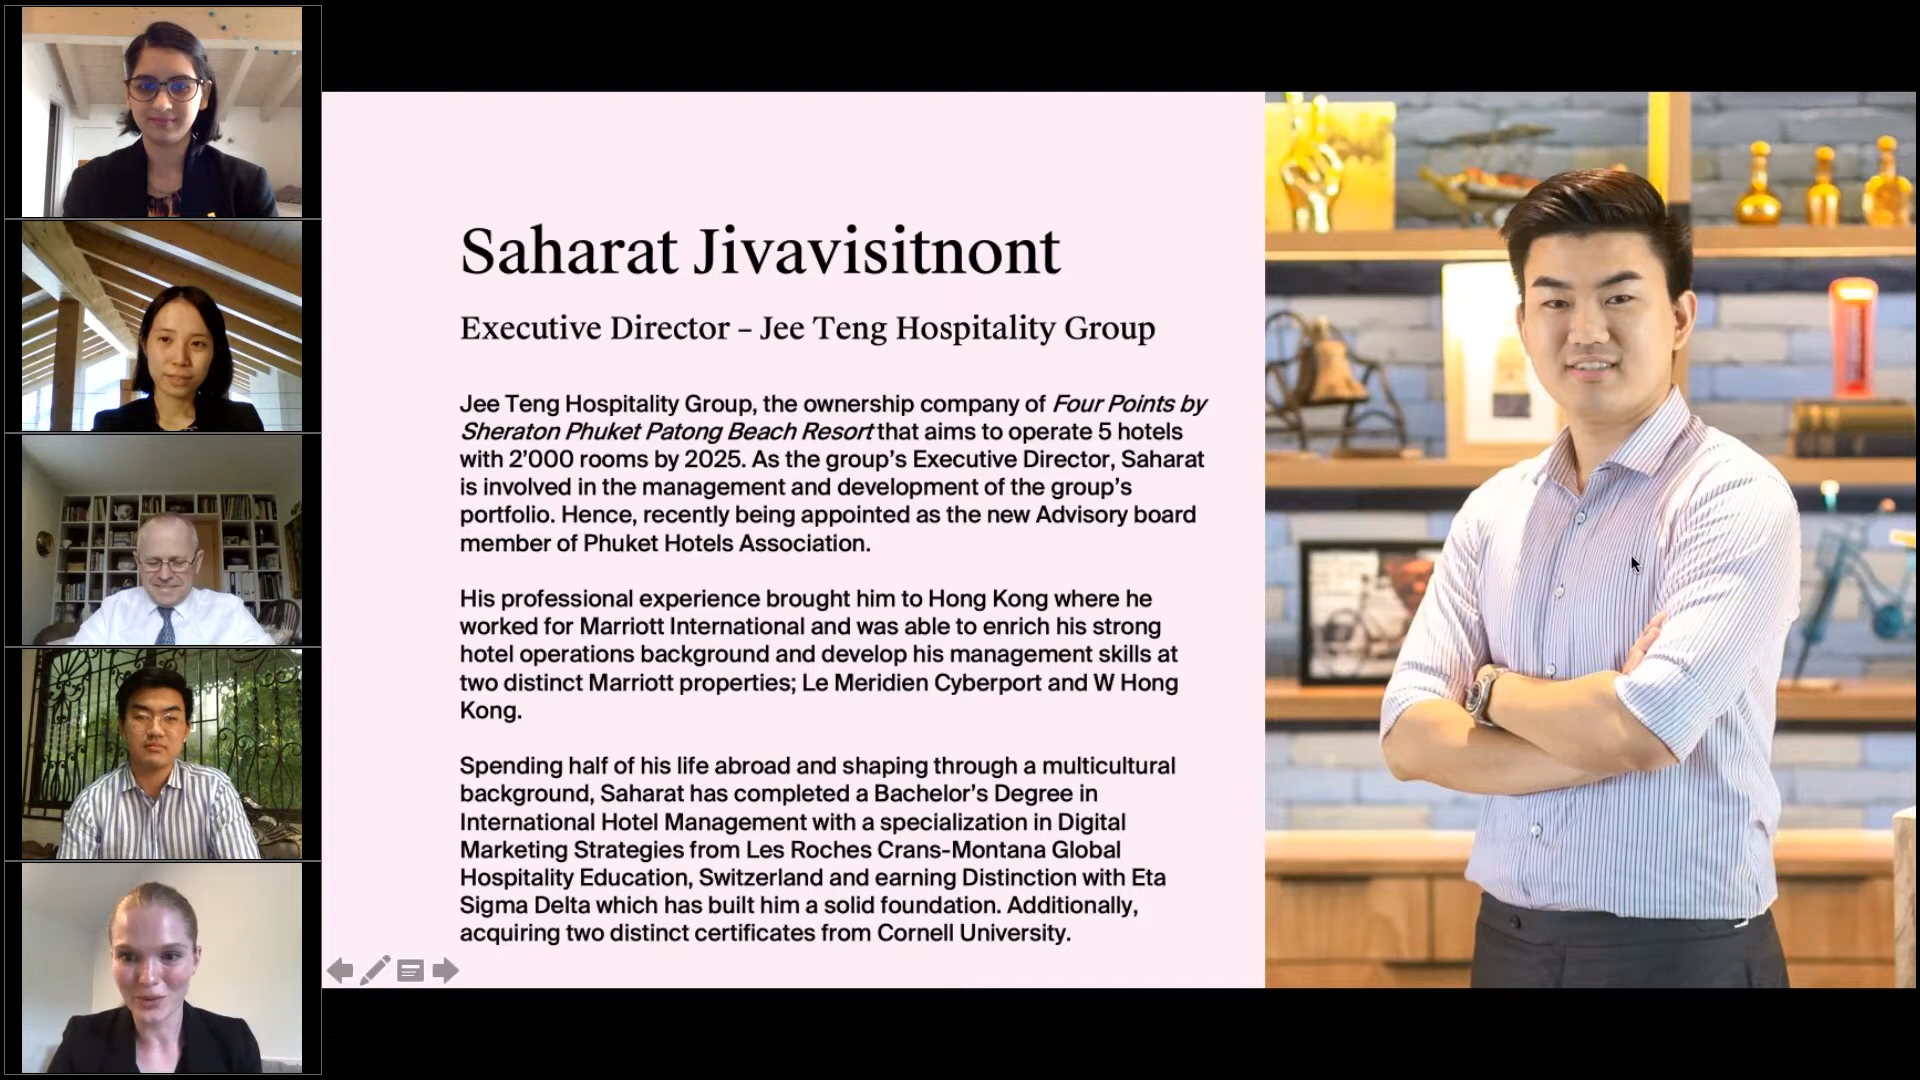 Saharat Jivavisitnont
Executive Director – Jee Teng Hospitality Group
Jee Teng Hospitality Group, the ownership company of Four Points by
Sheraton Phuket Patong Beach Resort that aims to operate 5 hotels
with 2’000 rooms by 2025. As the group’s Executive Director, Saharat
is involved in the management and development of the group’s
portfolio. Hence, recently being appointed as the new Advisory board
member of Phuket Hotels Association.
His professional experience brought him to Hong Kong where he
worked for Marriott International and was able to enrich his strong
hotel operations background and develop his management skills at
two distinct Marriott properties; Le Meridien Cyberport and W Hong
Kong.
Spending half of his life abroad and shaping through a multicultural
background, Saharat has completed a Bachelor’s Degree in
International Hotel Management with a specialization in Digital
Marketing Strategies from Les Roches Crans-Montana Global
Hospitality Education, Switzerland and earning Distinction with Eta
Sigma Delta which has built him a solid foundation. Additionally,
acquiring two distinct certificates from Cornell University.